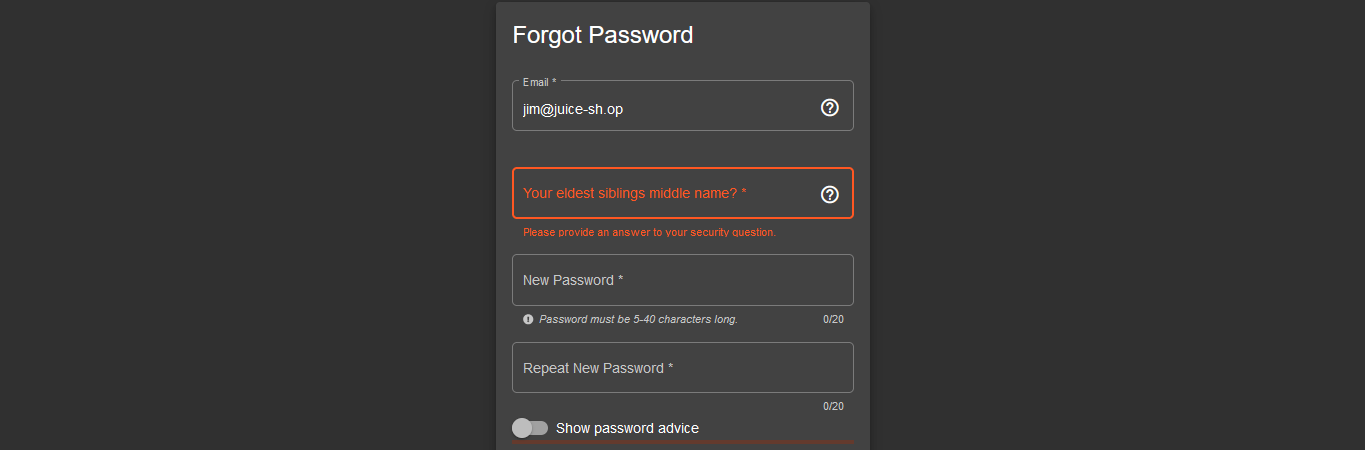 Forgot Password
Email *
jim@juice-sh.op
Your eldest siblings middle name? *
Please provide an answer to your security question.
New Password *
Password must be 5-40 characters long. 0/20
Repeat New Password *
0/20
Show password advice